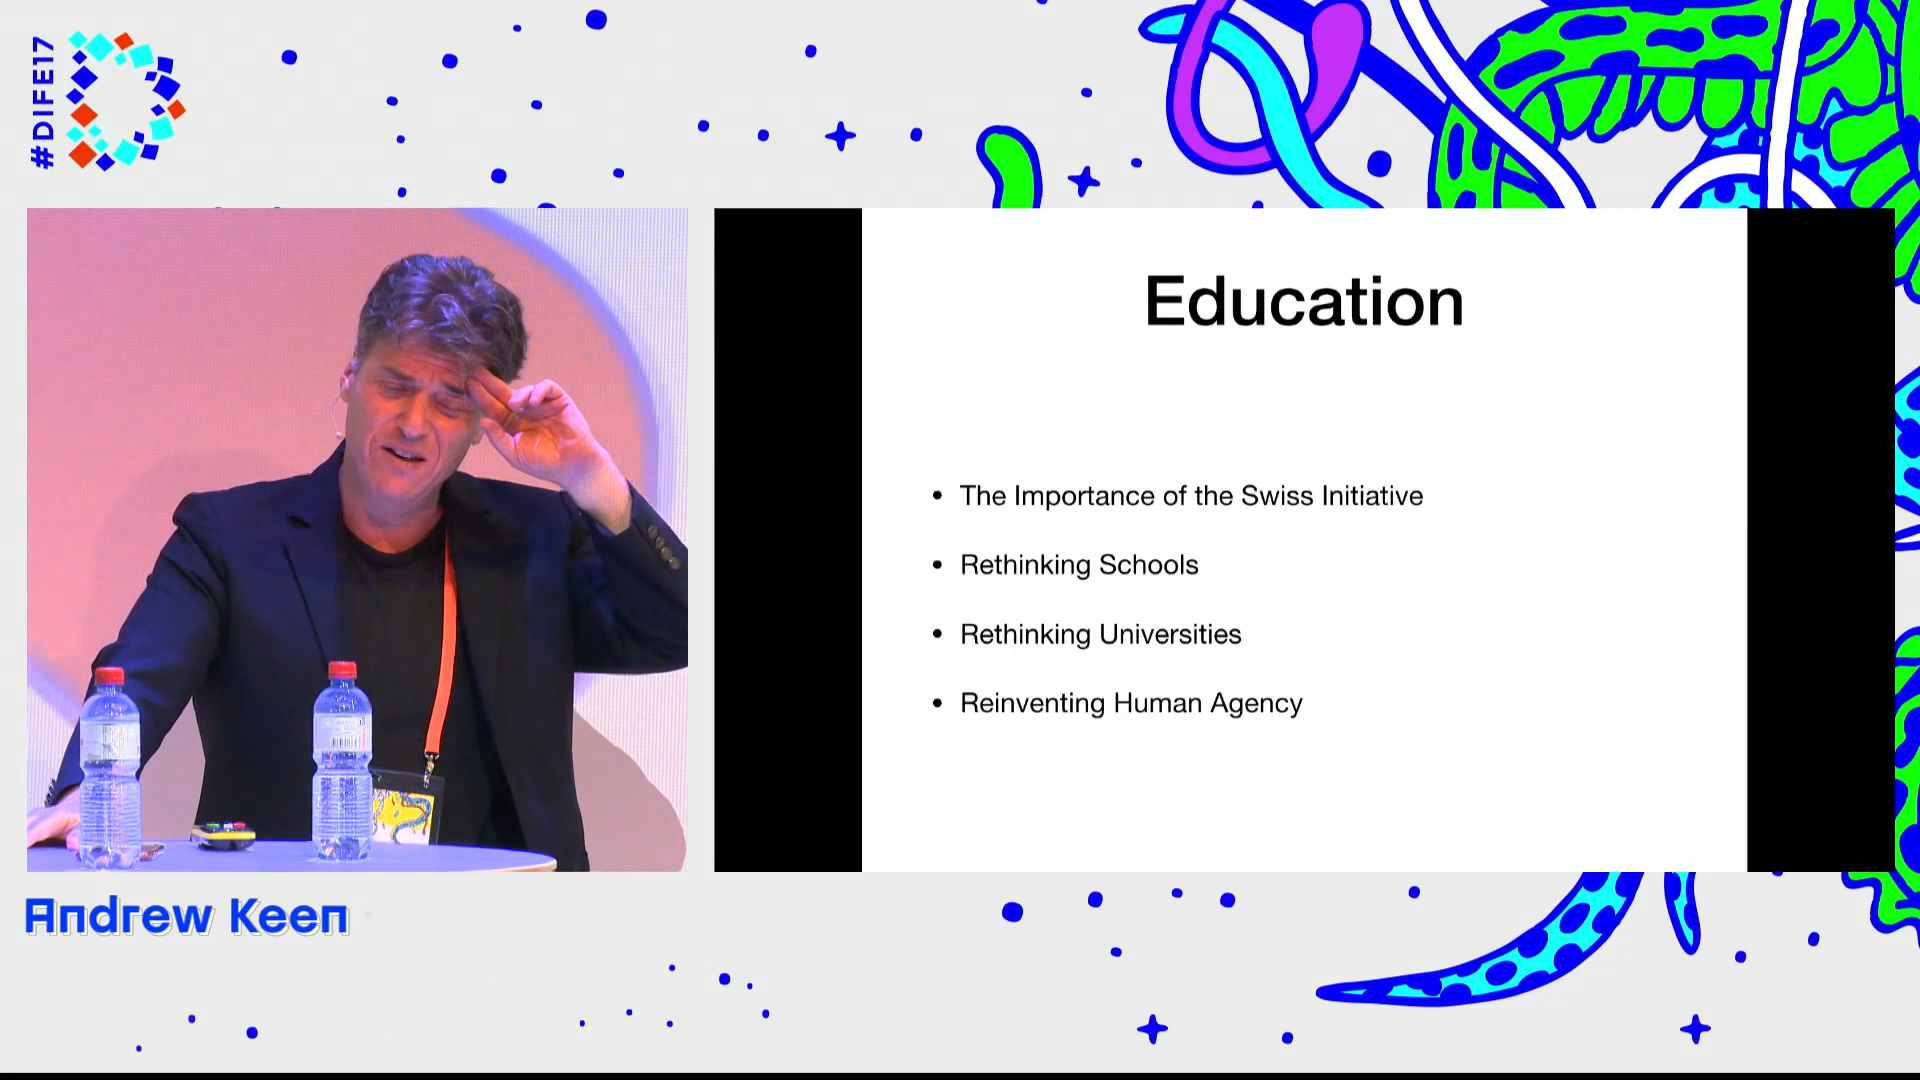 #DIFE17
Education
• The Importance of the Swiss Initiative
• Rethinking Schools
• Rethinking Universities
• Reinventing Human Agency
Andrew Keen